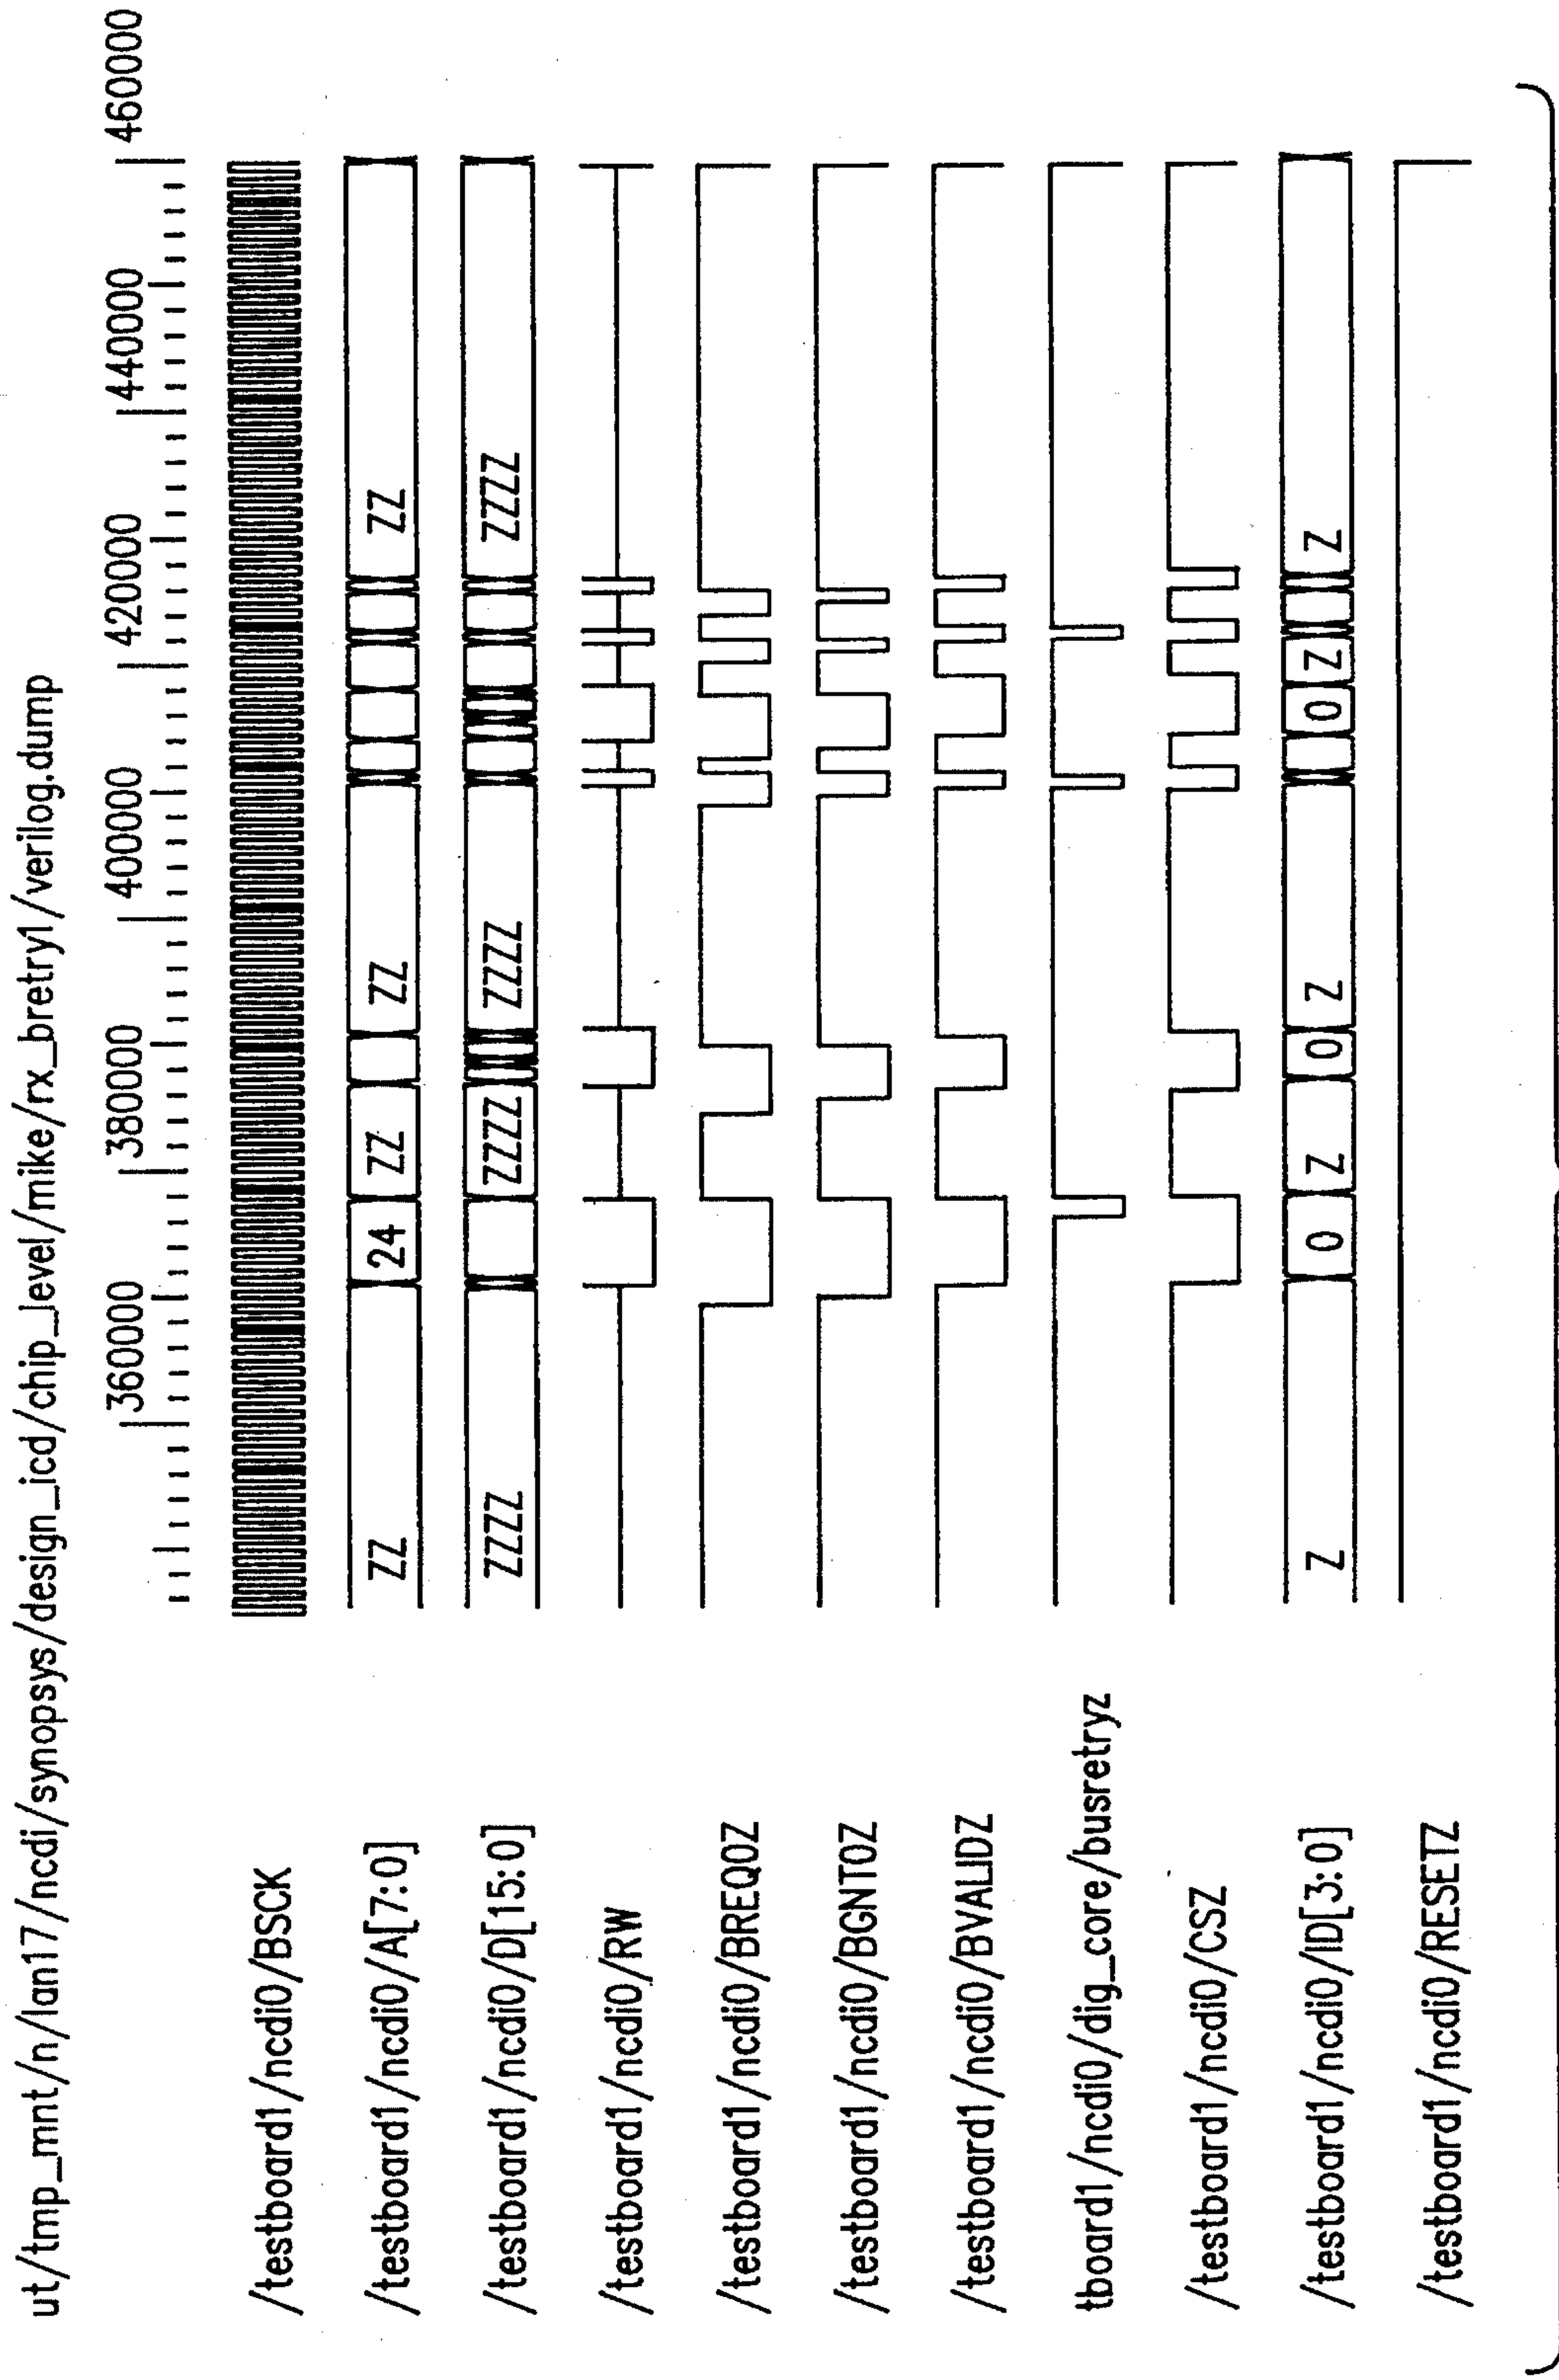 ut/tmp_mnt/n/lan17/ncdi/synopsys/design_icd/chip_level/mike/rx_bretry1/verilog.dump
360000 380000 400000 420000 440000 460000
/testboard1/ncdi0/BSCK
/testboard1/ncdi0/A[7:0] ZZ 24 ZZ ZZ ZZ
/testboard1/ncdi0/D[15:0] ZZZZ ZZZZ ZZZZ ZZZZ
/testboard1/ncdi0/RW
/testboard1/ncdi0/BREQ0Z
/testboard1/ncdi0/BGNT0Z
/testboard1/ncdi0/BVALIDZ
tboard1/ncdi0/dig_core/busretryz
/testboard1/ncdi0/CSZ
/testboard1/ncdi0/ID[3:0] Z 0 Z 0 Z 0 Z Z
/testboard1/ncdi0/RESETZ